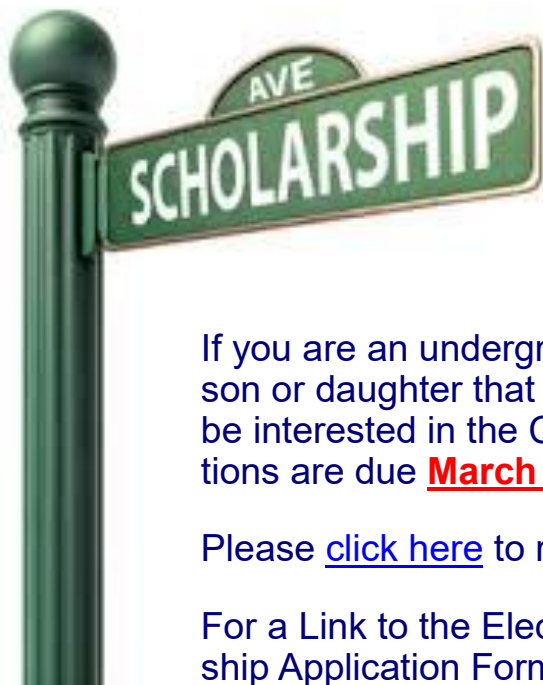 AVE
SCHOLARSHIP
If you are an undergr
son or daughter that
be interested in the
tions are due March
Please click here to
For a Link to the Elec
ship Application Form